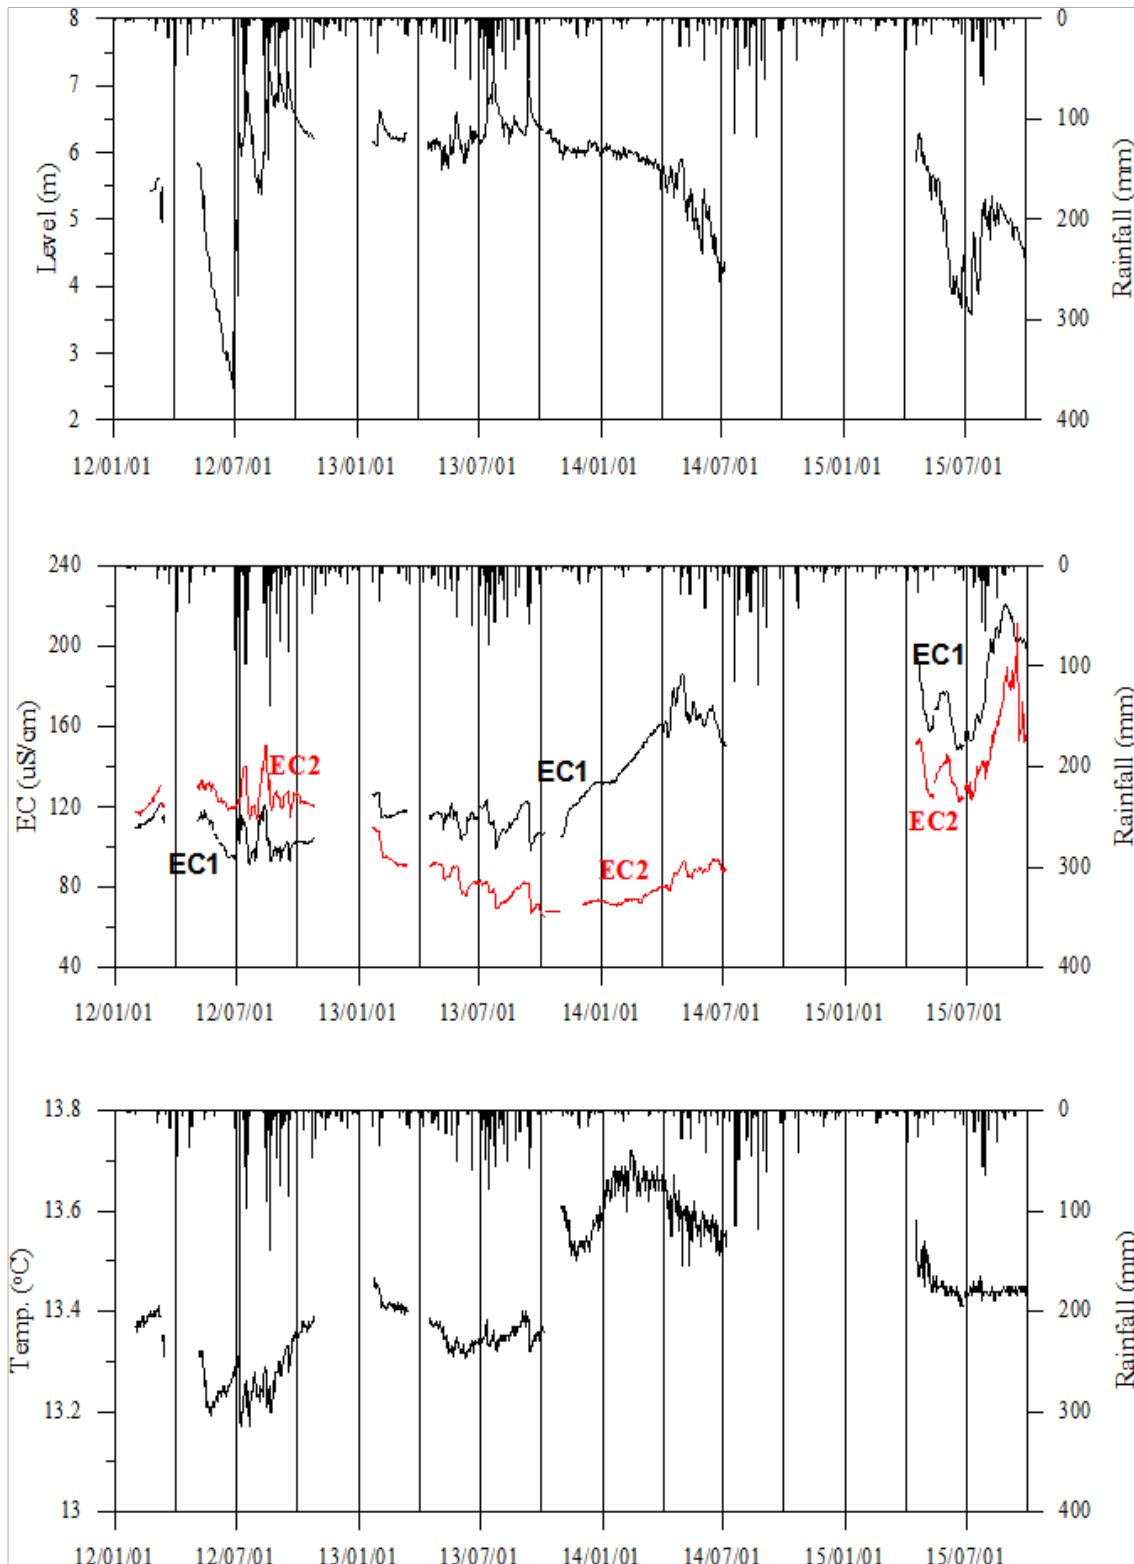 8 0
7 100
6
5 200
4
3 300
2 400
Level (m)
Rainfall (mm)
12/01/01 12/07/01 13/01/01 13/07/01 14/01/01 14/07/01 15/01/01 15/07/01
240 0
200 100
160
120 200
80 300
40 400
EC (uS/cm)
Rainfall (mm)
EC2
EC1
EC1
EC2
EC1
EC2
12/01/01 12/07/01 13/01/01 13/07/01 14/01/01 14/07/01 15/01/01 15/07/01
13.8 0
13.6 100
13.4 200
13.2 300
13 400
Temp. (°C)
Rainfall (mm)
12/01/01 12/07/01 13/01/01 13/07/01 14/01/01 14/07/01 15/01/01 15/07/01